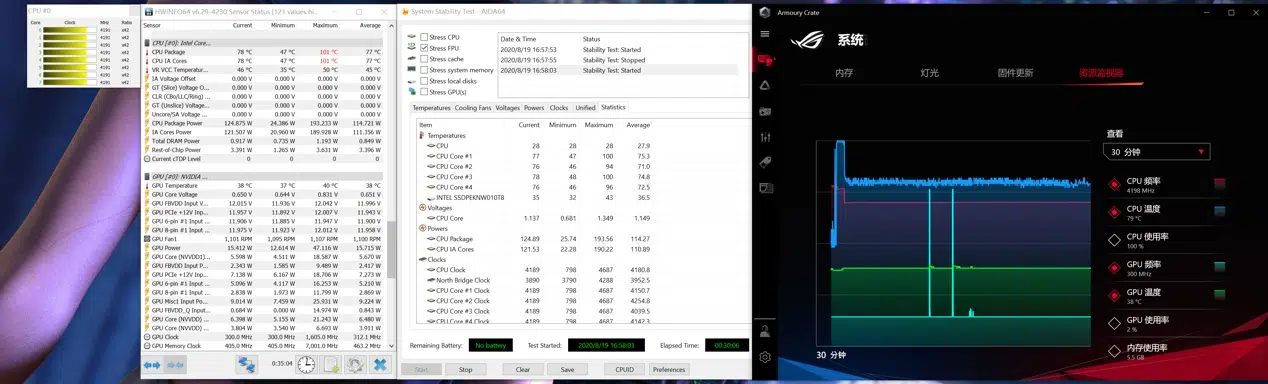 CPU #0
Core Clock MHz Ratio
0 4191 x42
1 4191 x42
2 4191 x42
3 4191 x42
4 4191 x42
5 4191 x42
6 4191 x42
7 4191 x42
HWiNFO64 v6.29-4230 Sensor Status [121 values hi...
Sensor Current Minimum Maximum Average
CPU [#0]: Intel Core...
CPU Package 78 °C 47 °C 101 °C 77 °C
CPU IA Cores 78 °C 47 °C 101 °C 77 °C
VR VCC Temperatur... 46 °C 35 °C 50 °C 45 °C
IA Voltage Offset 0.000 V 0.000 V 0.000 V 0.000 V
GT (Slice) Voltage O... 0.000 V 0.000 V 0.000 V 0.000 V
CLR (CBo/LLC/Ring)... 0.000 V 0.000 V 0.000 V 0.000 V
GT (Unslice) Voltage... 0.000 V 0.000 V 0.000 V 0.000 V
Uncore/SA Voltage ... 0.000 V 0.000 V 0.000 V 0.000 V
CPU Package Power 124.875 W 24.386 W 193.233 W 114.721 W
IA Cores Power 121.507 W 20.960 W 189.928 W 111.356 W
Total DRAM Power 0.917 W 0.735 W 1.193 W 0.849 W
Rest-of-Chip Power 3.391 W 1.265 W 3.631 W 3.396 W
Current cTDP Level 0 0 0 0
GPU [#0]: NVIDIA ...
GPU Temperature 38 °C 37 °C 40 °C 38 °C
GPU Core Voltage 0.650 V 0.644 V 0.831 V 0.651 V
GPU FBVDD Input V... 12.015 V 11.936 V 12.042 V 11.996 V
GPU PCIe +12V Inp... 11.957 V 11.892 V 12.007 V 11.943 V
GPU 6-pin #1 Input ... 11.906 V 11.885 V 11.947 V 11.900 V
GPU 8-pin #1 Input ... 11.975 V 11.923 V 12.012 V 11.958 V
GPU Fan1 1,101 RPM 1,095 RPM 1,107 RPM 1,100 RPM
GPU Power 15.412 W 12.614 W 47.116 W 15.715 W
GPU Core (NVVDD1)... 5.598 W 4.511 W 18.587 W 5.670 W
GPU FBVDD Input P... 2.343 W 1.585 W 9.489 W 2.417 W
GPU PCIe +12V Inp... 7.138 W 6.167 W 18.706 W 7.273 W
GPU 6-pin #1 Input ... 5.096 W 4.117 W 16.253 W 5.210 W
GPU 8-pin #1 Input ... 2.838 W 1.973 W 11.799 W 2.869 W
GPU Misc1 Input Po... 9.014 W 7.459 W 25.931 W 9.224 W
GPU FBVDD_Q Input... 0.684 W 0.000 W 14.974 W 0.843 W
GPU Core (NVVDD) ... 6.398 W 5.155 W 21.243 W 6.480 W
GPU Core (NVVDD) ... 3.804 W 3.540 W 6.693 W 3.911 W
GPU Clock 300.0 MHz 300.0 MHz 1,605.0 MHz 312.1 MHz
GPU Memory Clock 405.0 MHz 405.0 MHz 7,001.0 MHz 463.2 MHz
0:35:04
System Stability Test - AIDA64
Stress CPU
Stress FPU
Stress cache
Stress system memory
Stress local disks
Stress GPU(s)
Date & Time Status
2020/8/19 16:57:53 Stability Test: Started
2020/8/19 16:57:55 Stability Test: Stopped
2020/8/19 16:58:03 Stability Test: Started
Temperatures Cooling Fans Voltages Powers Clocks Unified Statistics
Item Current Minimum Maximum Average
Temperatures
CPU 28 28 28 27.9
CPU Core #1 77 47 100 75.3
CPU Core #2 76 46 94 71.0
CPU Core #3 78 48 100 74.8
CPU Core #4 76 46 96 72.5
INTEL SSDPEKNW010T8 35 32 43 36.5
Voltages
CPU Core 1.137 0.681 1.349 1.149
Powers
CPU Package 124.89 25.74 193.56 114.27
CPU IA Cores 121.53 22.28 190.22 110.89
Clocks
CPU Clock 4189 798 4687 4180.8
North Bridge Clock 3890 3790 4288 3952.5
CPU Core #1 Clock 4189 798 4687 4150.7
CPU Core #2 Clock 4189 798 4687 4254.8
CPU Core #3 Clock 4189 798 4687 4039.5
CPU Core #4 Clock 4189 798 4687 4142.3
Remaining Battery: No battery Test Started: 2020/8/19 16:58:03 Elapsed Time: 00:30:06
Start Stop Clear Save CPUID Preferences
Armoury Crate
系统
内存 灯光 固件更新 资源监视器
查看
30 分钟
CPU 频率
4198 MHz
CPU 温度
79 °C
CPU 使用率
100 %
GPU 频率
300 MHz
GPU 温度
38 °C
GPU 使用率
2 %
内存使用率
5.5 GB
30 分钟